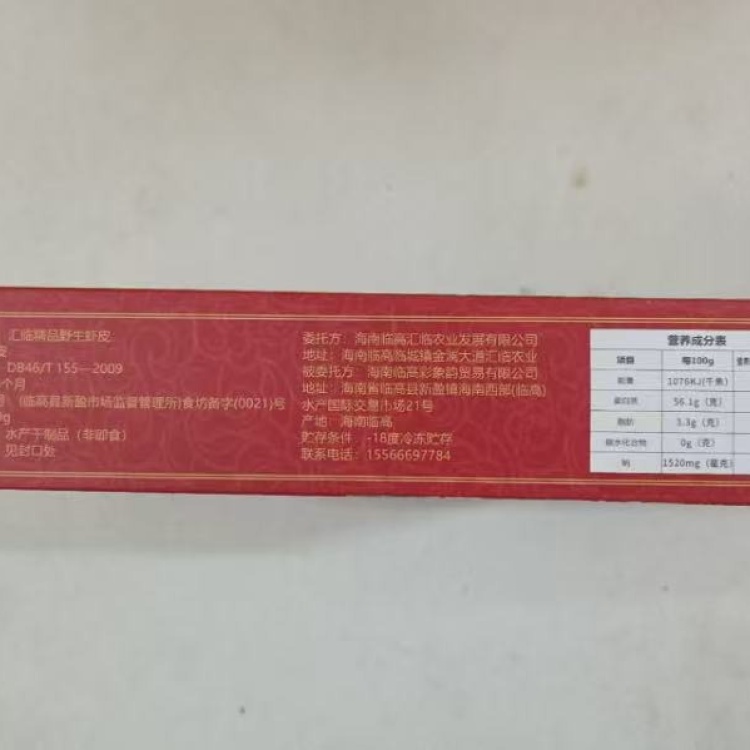 汇临精品野生虾皮
皮
DB46/T 155—2009
个月
(临高县新盈市场监督管理所)食坊备字(0021)号
g
水产干制品(非即食)
见封口处
委托方:海南临高汇临农业发展有限公司
地址:海南临高临城镇金澜大道汇临农业
被委托方:海南临高彩象韵贸易有限公司
地址:海南省临高县新盈镇海南西部(临高)
水产国际交易市场21号
产地:海南临高
贮存条件:-18度冷冻贮存
联系电话:15566697784
营养成分表
项目 每100g
能量 1076KJ(千焦)
蛋白质 56.1g(克)
脂肪 3.3g(克)
碳水化合物 0g(克)
钠 1520mg(毫克)